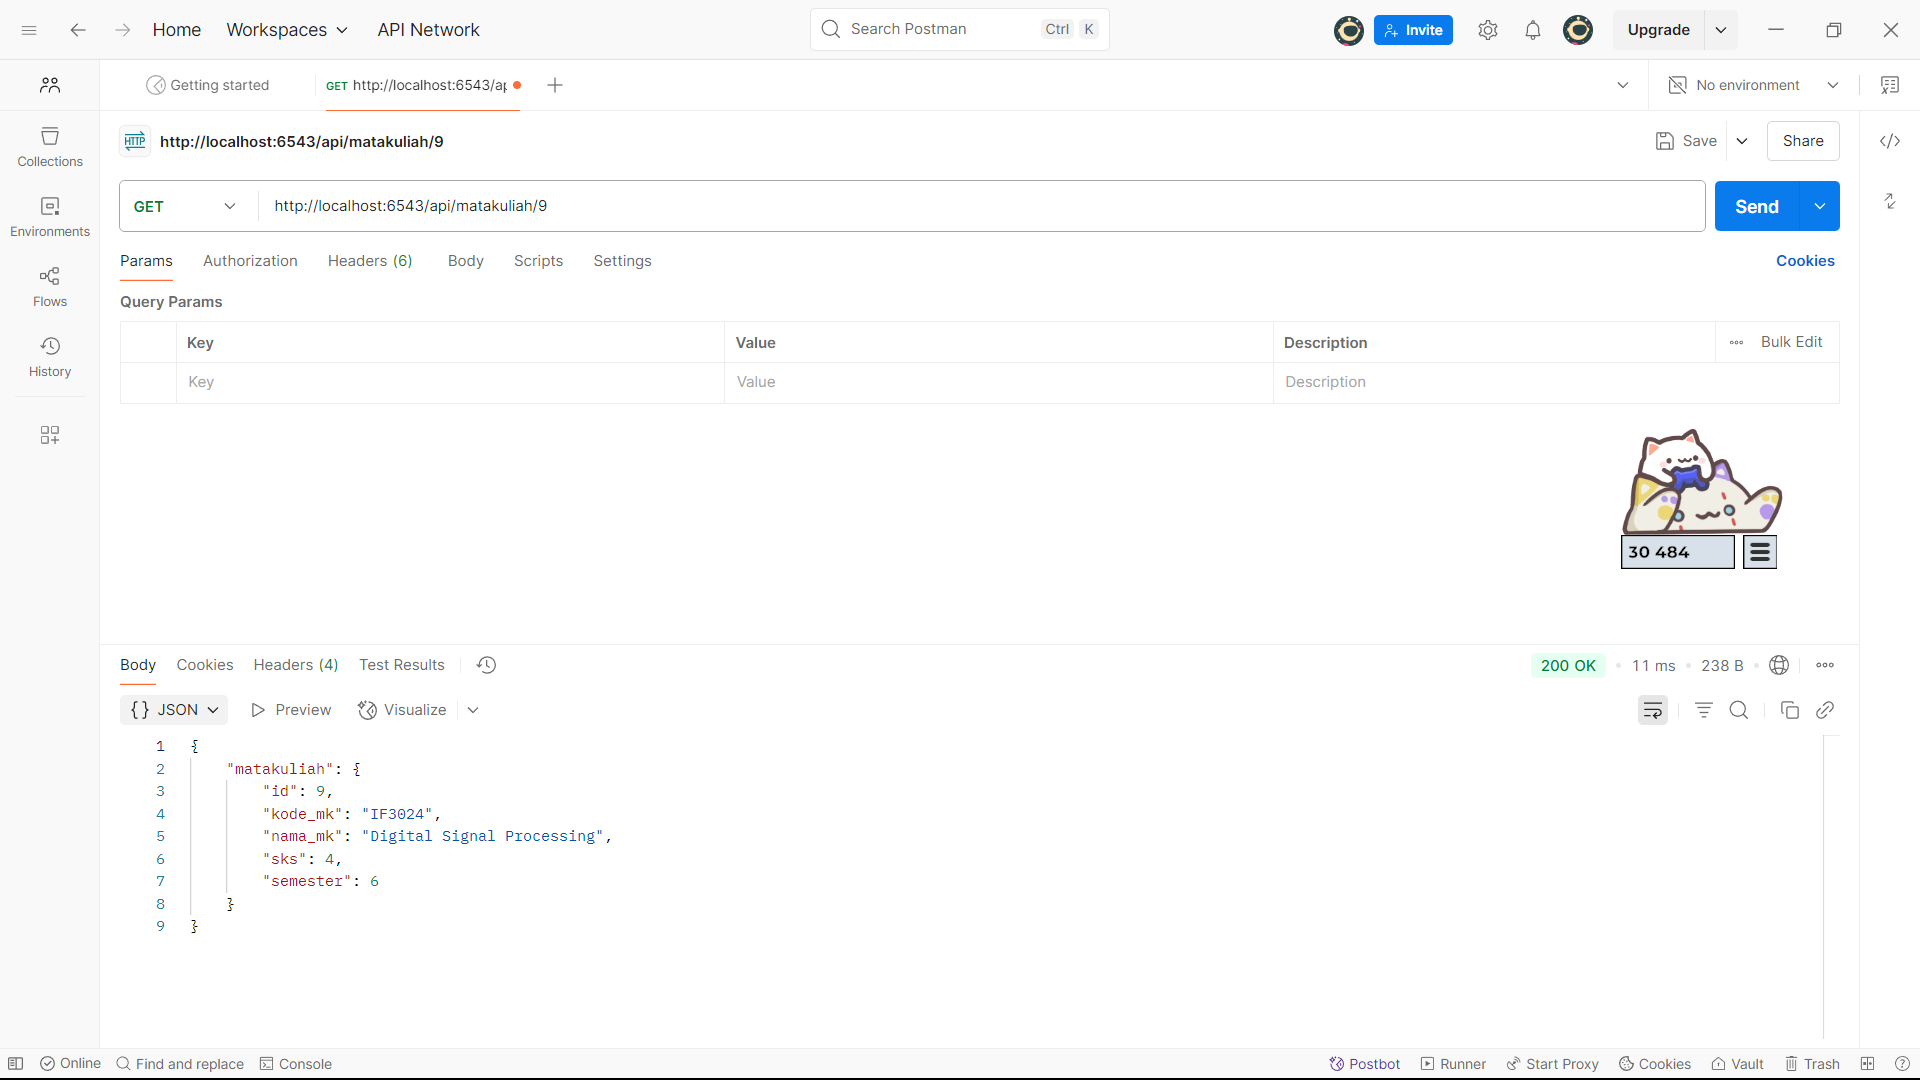 Home Workspaces API Network Search Postman Ctrl K Invite Upgrade
Getting started GET http://localhost:6543/ap No environment
HTTP http://localhost:6543/api/matakuliah/9 Save Share
GET http://localhost:6543/api/matakuliah/9 Send
Params Authorization Headers (6) Body Scripts Settings Cookies
Query Params
Key Value Description Bulk Edit
Key Value Description
Collections
Environments
Flows
History
30 484
Body Cookies Headers (4) Test Results 200 OK 11 ms 238 B
{} JSON Preview Visualize
1 {
2 "matakuliah": {
3 "id": 9,
4 "kode_mk": "IF3024",
5 "nama_mk": "Digital Signal Processing",
6 "sks": 4,
7 "semester": 6
8 }
9 }
Online Find and replace Console Postbot Runner Start Proxy Cookies Vault Trash